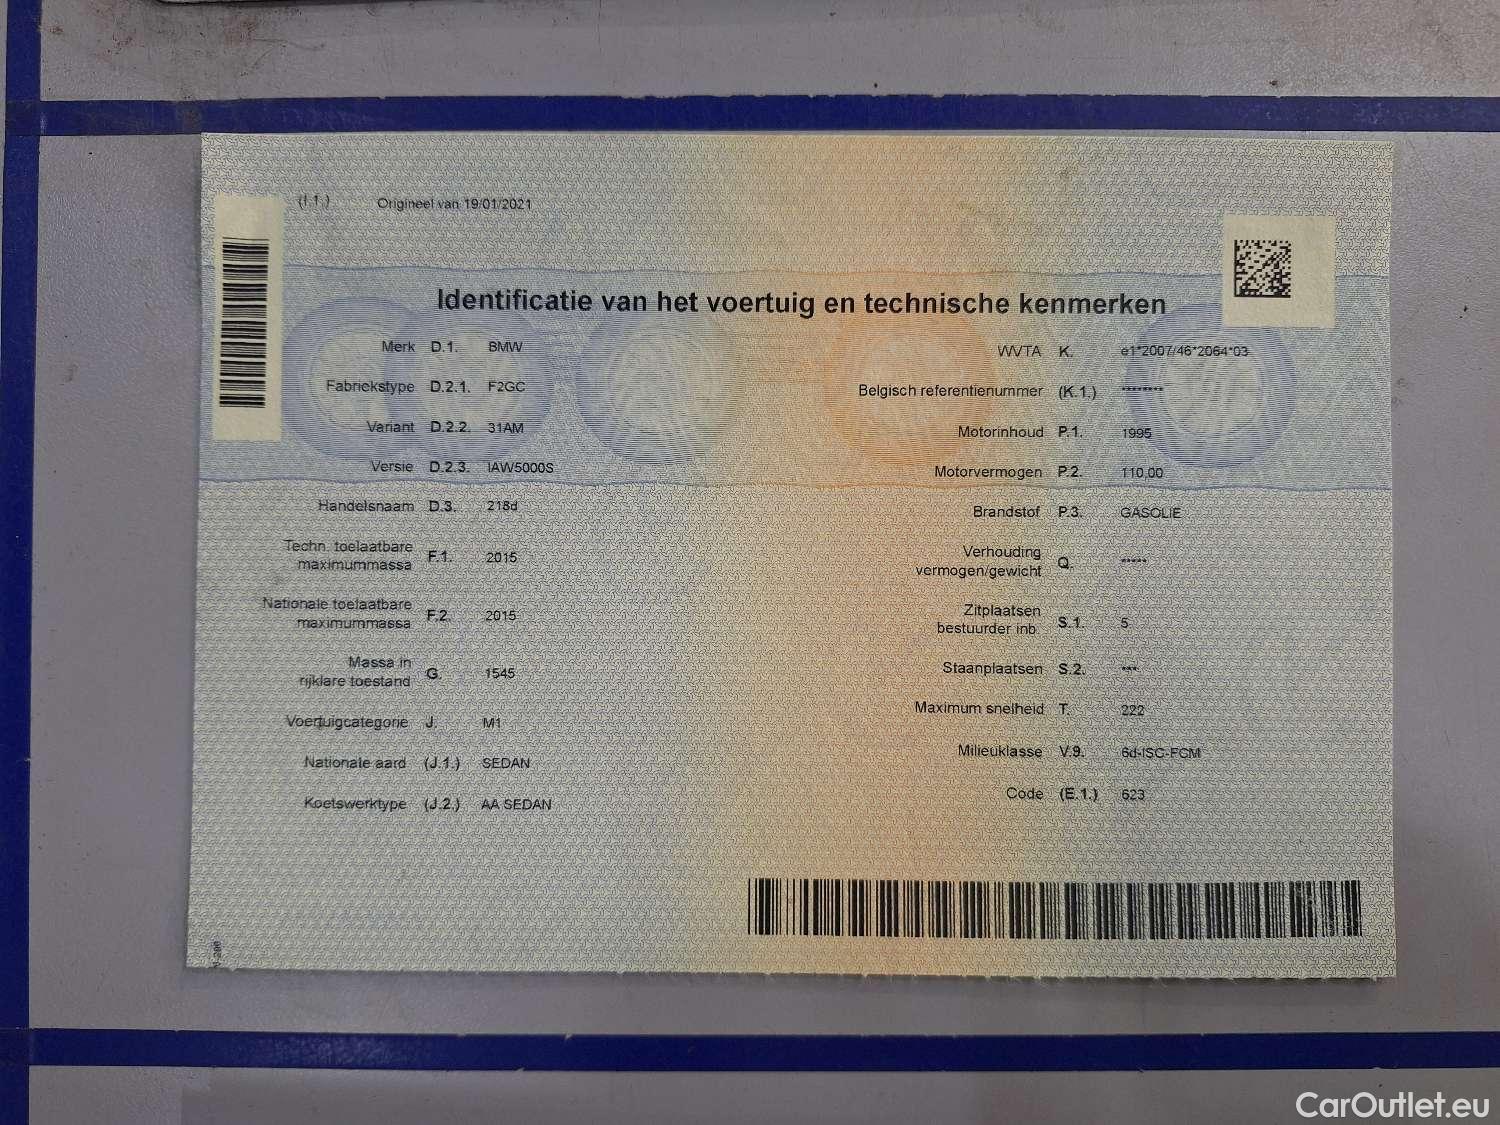 (I.1.) Origineel van 19/01/2021
Identificatie van het voertuig en technische kenmerken
Merk D.1. BMW
Fabriekstype D.2.1. F2GC
Variant D.2.2. 31AM
Versie D.2.3. IAW5000S
Handelsnaam D.3. 218d
Techn. toelaatbare
maximummassa F.1. 2015
Nationale toelaatbare
maximummassa F.2. 2015
Massa in
rijklare toestand G. 1545
Voertuigcategorie J. M1
Nationale aard (J.1.) SEDAN
Koetswerktype (J.2.) AA SEDAN
WVTA K. e1*2007/46*2064*03
Belgisch referentienummer (K.1.) ********
Motorinhoud P.1. 1995
Motorvermogen P.2. 110,00
Brandstof P.3. GASOLIE
Verhouding
vermogen/gewicht Q. *****
Zitplaatsen
bestuurder inb. S.1. 5
Staanplaatsen S.2. ***
Maximum snelheid T. 222
Milieuklasse V.9. 6d-ISC-FCM
Code (E.1.) 623
CarOutlet.eu